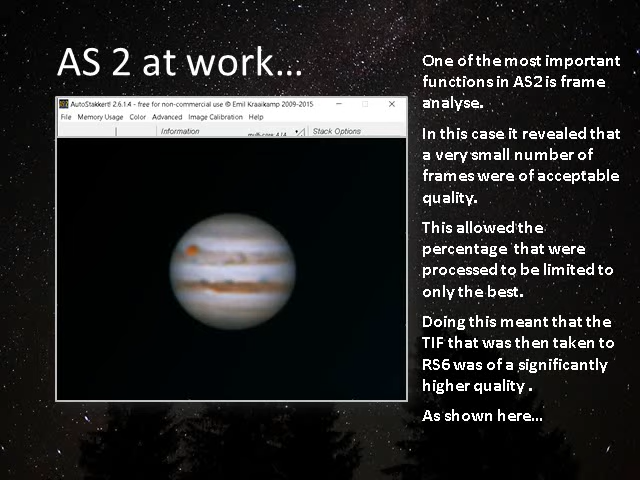 AS 2 at work…
AutoStakkert! 2.6.1.4 - free for non-commercial use © Emil Kraaikamp 2009-2015
File Memory Usage Color Advanced Image Calibration Help
Information
Stack Options
One of the most important
functions in AS2 is frame
analyse.
In this case it revealed that
a very small number of
frames were of acceptable
quality.
This allowed the
percentage that were
processed to be limited to
only the best.
Doing this meant that the
TIF that was then taken to
RS6 was of a significantly
higher quality .
As shown here…